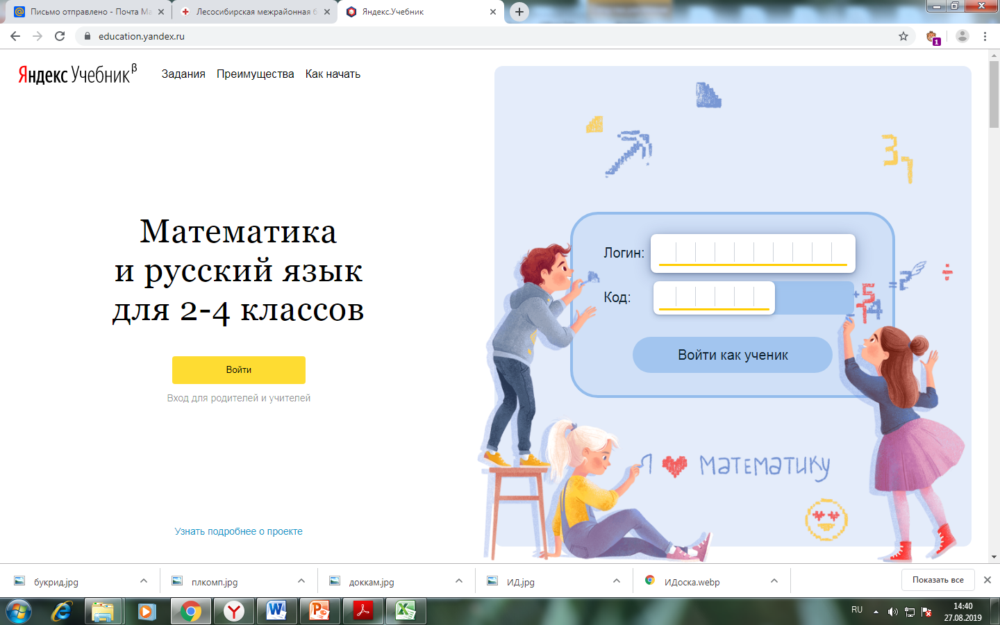 Письмо отправлено - Почта Ма
Лесосибирская межрайонная б
Яндекс.Учебник
education.yandex.ru
1
Яндекс Учебник β
Задания Преимущества Как начать
Математика
и русский язык
для 2-4 классов
Войти
Вход для родителей и учителей
Узнать подробнее о проекте
3 1
Логин:
Код:
Войти как ученик
+ 5 4 = 2 ÷
Я ❤ МАТЕМАТИКУ
букрид.jpg
плкомп.jpg
доккам.jpg
ИД.jpg
ИДоска.webp
Показать все
RU
14:40
27.08.2019